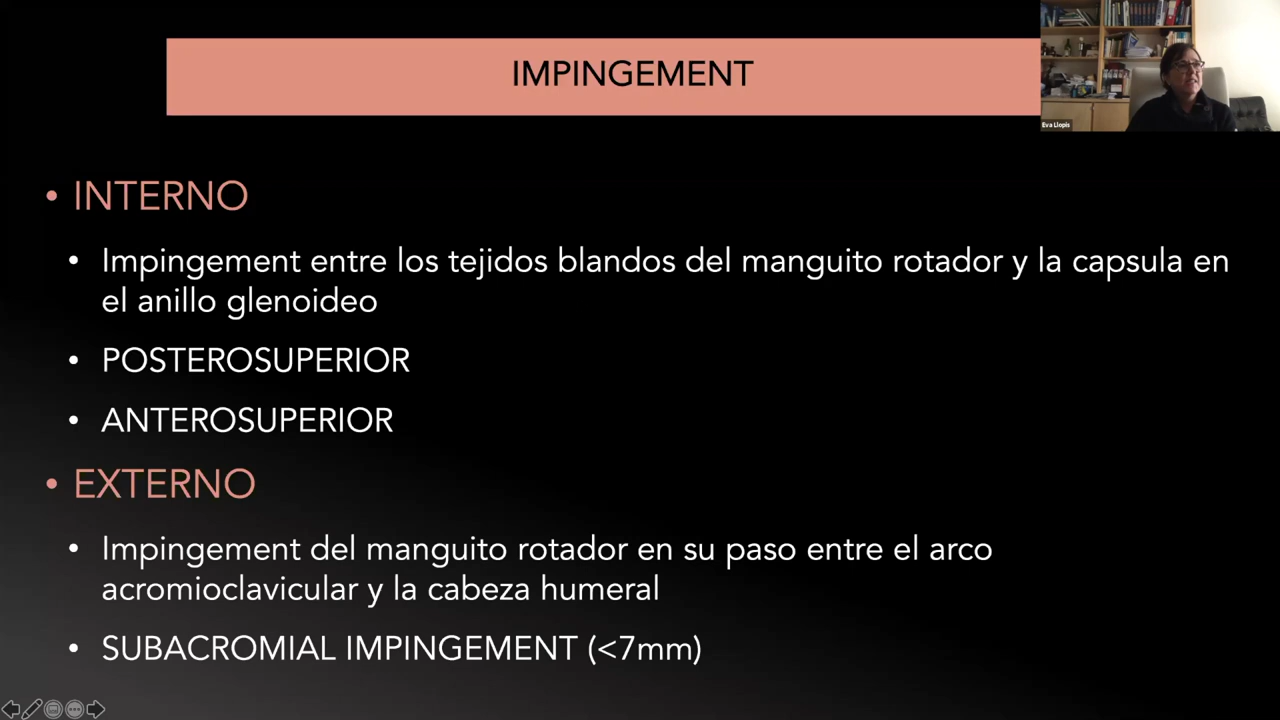 IMPINGEMENT
Eva Llopis
• INTERNO
• Impingement entre los tejidos blandos del manguito rotador y la capsula en
el anillo glenoideo
• POSTEROSUPERIOR
• ANTEROSUPERIOR
• EXTERNO
• Impingement del manguito rotador en su paso entre el arco
acromioclavicular y la cabeza humeral
• SUBACROMIAL IMPINGEMENT (<7mm)